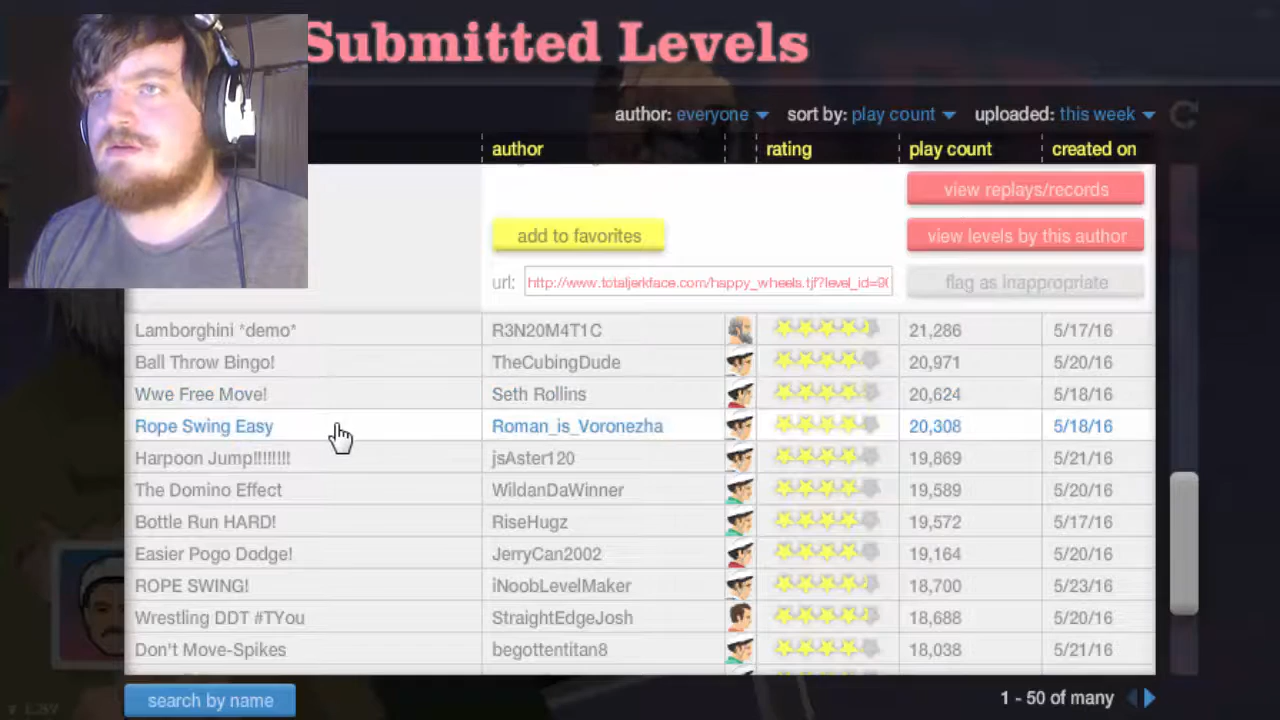 Submitted Levels
author: everyone sort by: play count uploaded: this week
author rating play count created on
view replays/records
add to favorites view levels by this author
url: http://www.totaljerkface.com/happy_wheels.tjf?level_id=9 flag as inappropriate
Lamborghini *demo* R3N20M4T1C 21,286 5/17/16
Ball Throw Bingo! TheCubingDude 20,971 5/20/16
Wwe Free Move! Seth Rollins 20,624 5/18/16
Rope Swing Easy Roman_is_Voronezha 20,308 5/18/16
Harpoon Jump!!!!!!!! jsAster120 19,869 5/21/16
The Domino Effect WildanDaWinner 19,589 5/20/16
Bottle Run HARD! RiseHugz 19,572 5/17/16
Easier Pogo Dodge! JerryCan2002 19,164 5/20/16
ROPE SWING! iNoobLevelMaker 18,700 5/23/16
Wrestling DDT #TYou StraightEdgeJosh 18,688 5/20/16
Don't Move-Spikes begottentitan8 18,038 5/21/16
search by name 1 - 50 of many